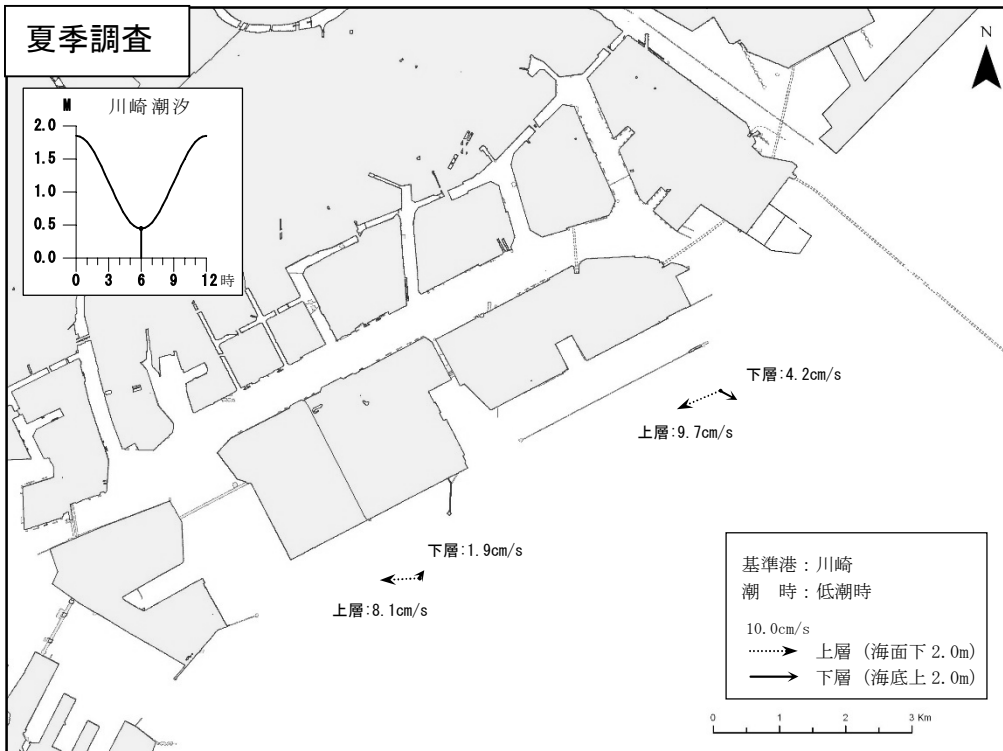 夏季調査
N
M 川崎潮汐
2.0
1.5
1.0
0.5
0.0
0 3 6 9 12 時
下層:4.2cm/s
上層:9.7cm/s
下層:1.9cm/s
上層:8.1cm/s
基準港：川崎
潮　時：低潮時
10.0cm/s
上層（海面下 2.0m）
下層（海底上 2.0m）
0 1 2 3 Km